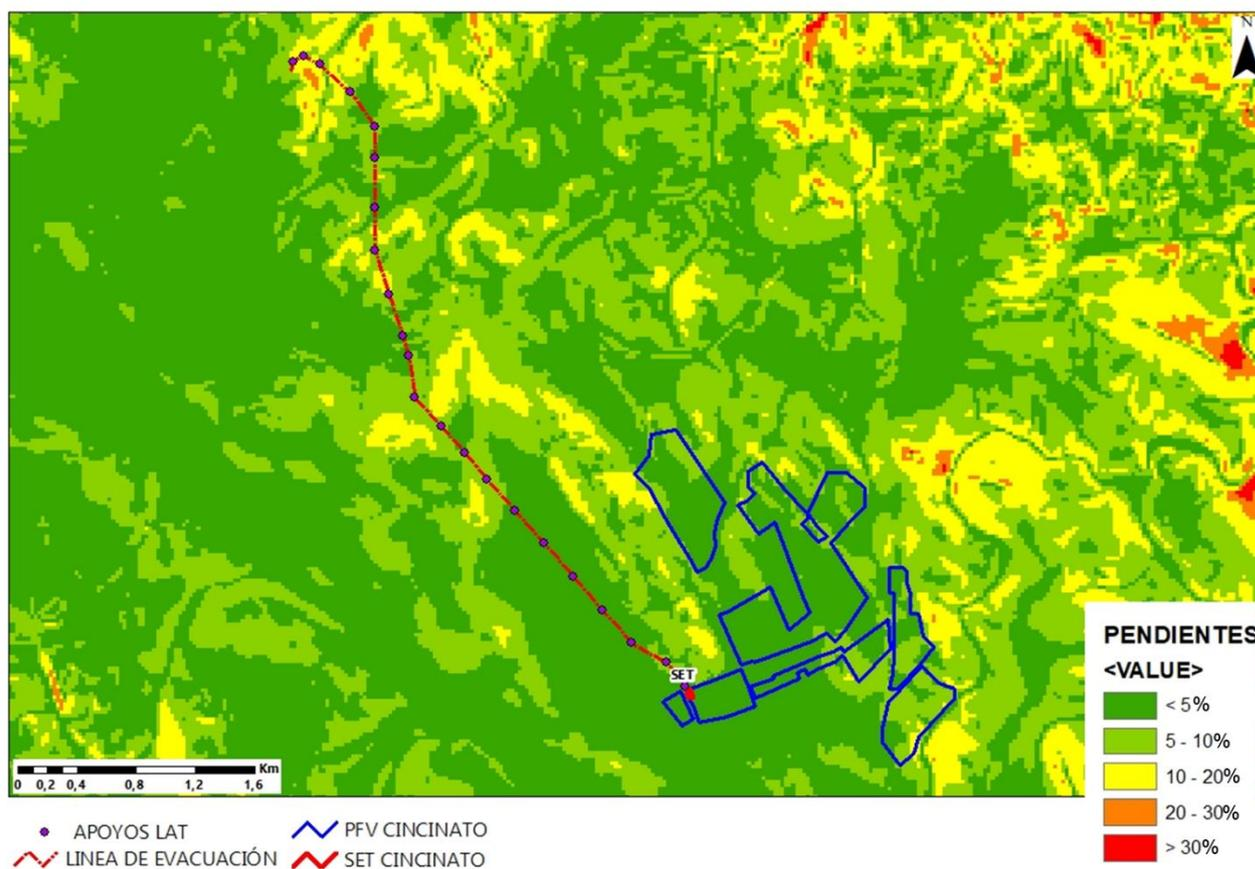 N
SET
PENDIENTES
<VALUE>
< 5%
5 - 10%
10 - 20%
20 - 30%
> 30%
Km
0 0,2 0,4 0,8 1,2 1,6
APOYOS LAT
PFV CINCINATO
LINEA DE EVACUACIÓN
SET CINCINATO